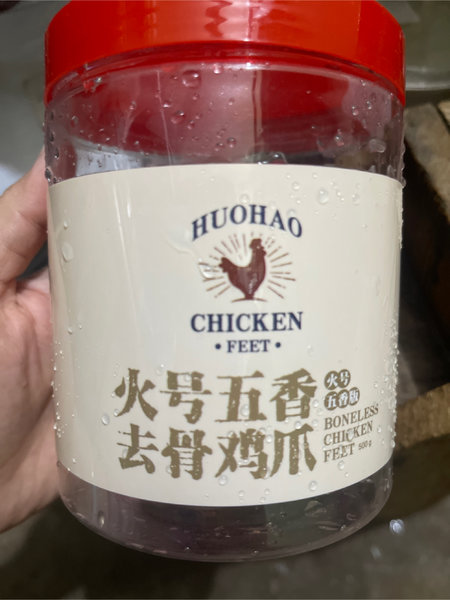 HUOHAO
CHICKEN
• FEET •
火号五香
去骨鸡爪
火号
五香版
BONELESS
CHICKEN
FEET 500g